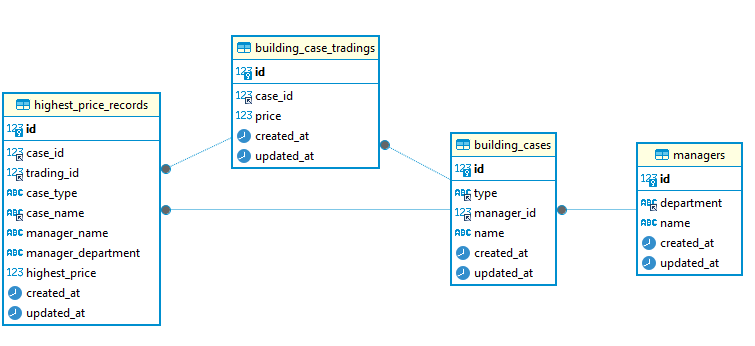 building_case_tradings
123 id
123 case_id
123 price
created_at
updated_at
highest_price_records
123 id
123 case_id
123 trading_id
ABC case_type
ABC case_name
ABC manager_name
ABC manager_department
123 highest_price
created_at
updated_at
building_cases
123 id
ABC type
123 manager_id
ABC name
created_at
updated_at
managers
123 id
ABC department
ABC name
created_at
updated_at